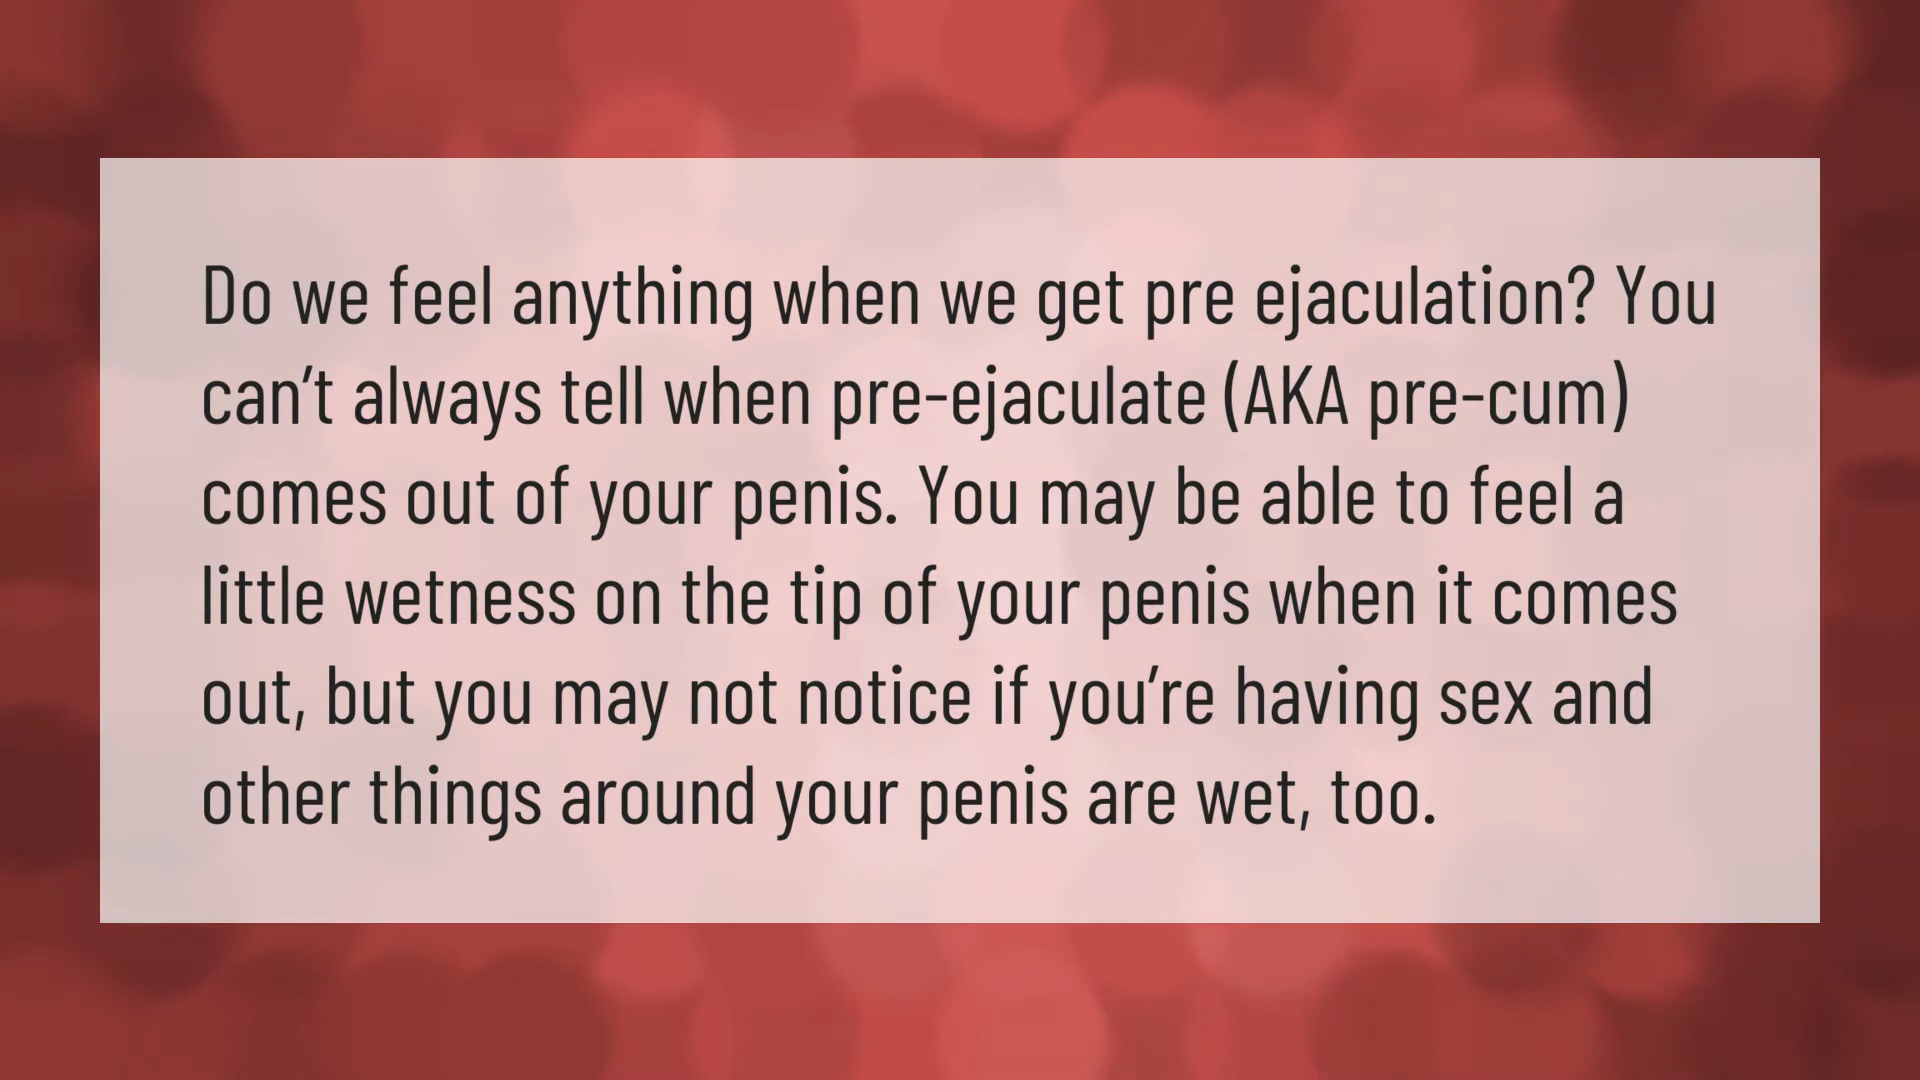 Do we feel anything when we get pre ejaculation? You
can’t always tell when pre-ejaculate (AKA pre-cum)
comes out of your penis. You may be able to feel a
little wetness on the tip of your penis when it comes
out, but you may not notice if you’re having sex and
other things around your penis are wet, too.